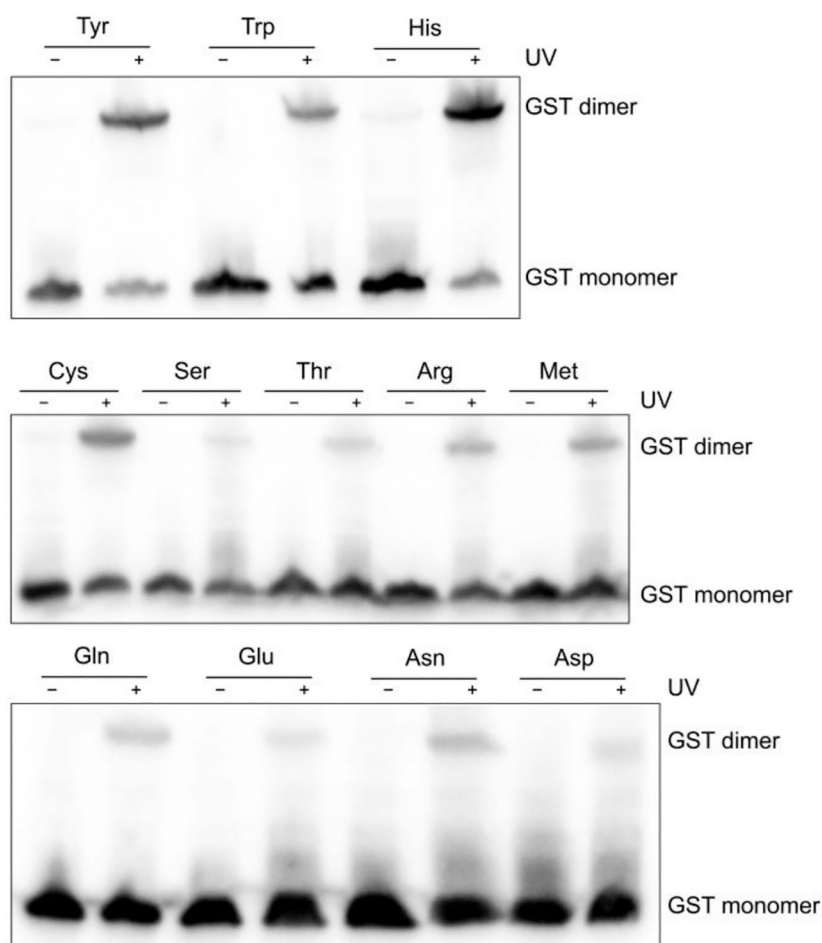 Tyr Trp His
− + − + − + UV
GST dimer
GST monomer
Cys Ser Thr Arg Met
− + − + − + − + − + UV
GST dimer
GST monomer
Gln Glu Asn Asp
− + − + − + − + UV
GST dimer
GST monomer